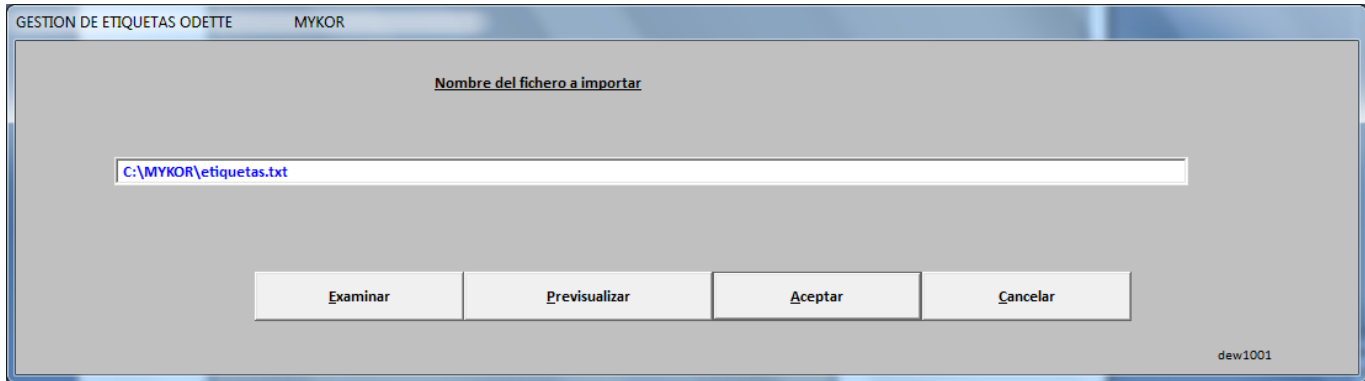 GESTION DE ETIQUETAS ODETTE MYKOR
Nombre del fichero a importar
C:\MYKOR\etiquetas.txt
Examinar Previsualizar Aceptar Cancelar
dew1001